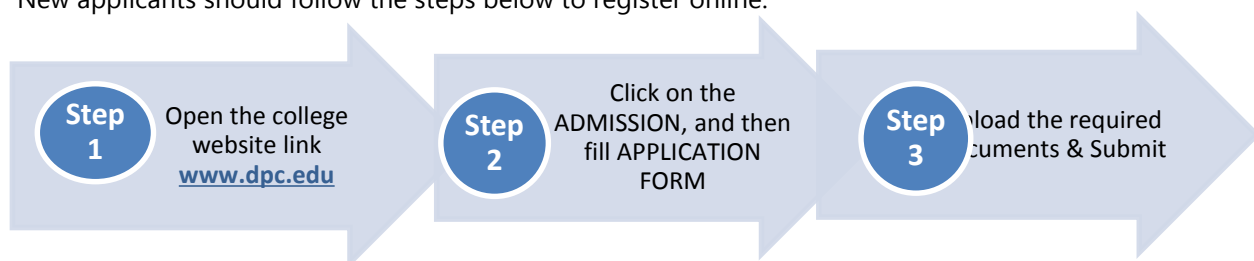 New applicants should follow the steps below to register online.
Step
1
Open the college
website link
www.dpc.edu
Step
2
Click on the
ADMISSION, and then
fill APPLICATION
FORM
Step
3
the required
& Submit